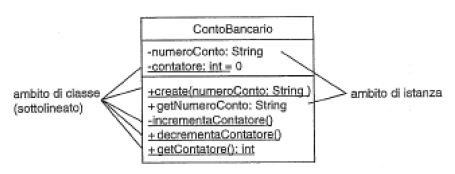 ContoBancario
-numeroConto: String
-contatore: int = 0
ambito di classe
(sottolineato)
+create(numeroConto: String )
+getNumeroConto: String
-incrementaContatore()
+decrementaContatore()
+getContatore(): int
ambito di istanza